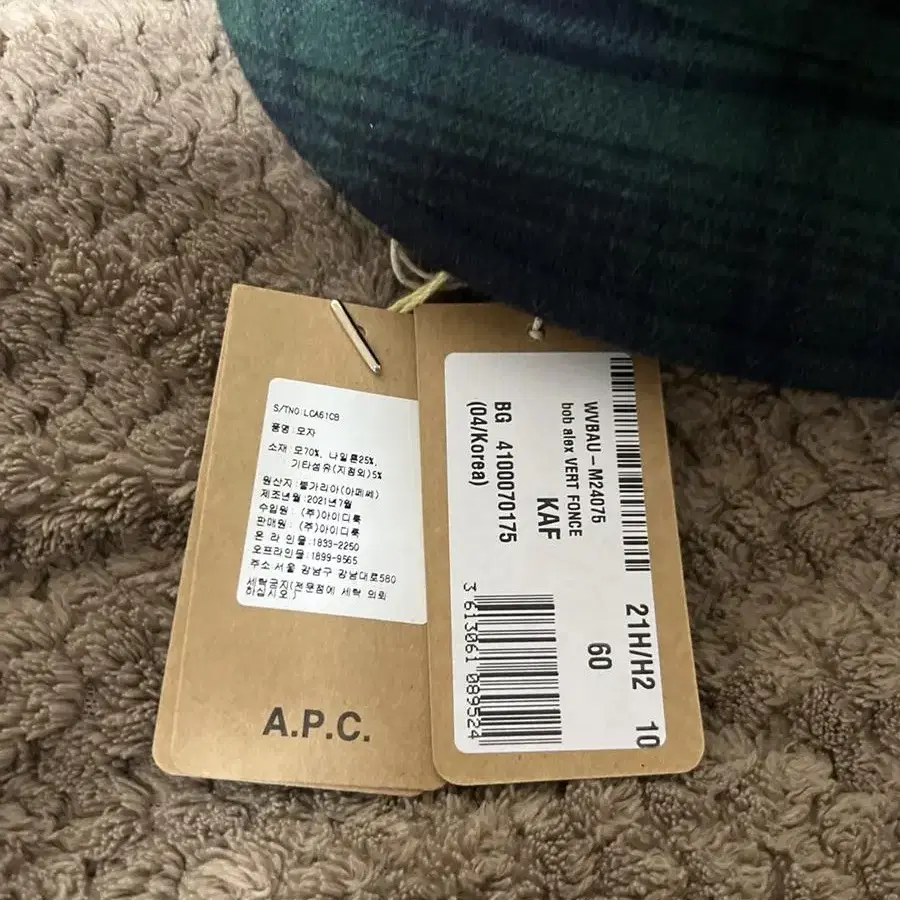 S/TNO:LCA61CB
품명:모자
소재:모70%, 나일론25%,
기타섬유(지점외)5%
원산지:불가리아(아페쎄)
제조년월:2021년7월
수입원: (주)아이디룩
판매원: (주)아이디룩
온 라 인 몰:1833-2250
오프라인몰:1899-9565
주소 서울 강남구 강남대로580
세탁금지(전문점에 세탁 의뢰
하십시오)
A.P.C.
WVBAU-M24075
bob alex VERT FONCE
KAF
BG 4100070175
(04/Korea)
21H/H2 10
60
3 613061 089524